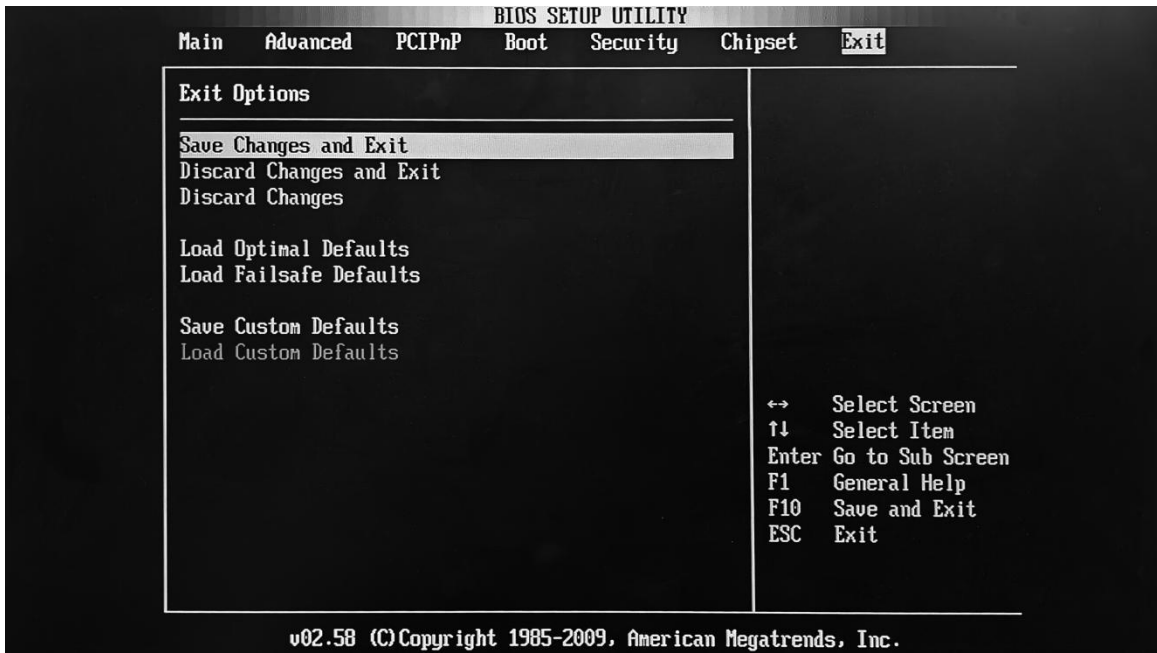 BIOS SETUP UTILITY
Main Advanced PCIPnP Boot Security Chipset Exit
Exit Options
Save Changes and Exit
Discard Changes and Exit
Discard Changes
Load Optimal Defaults
Load Failsafe Defaults
Save Custom Defaults
Load Custom Defaults
↔ Select Screen
↑↓ Select Item
Enter Go to Sub Screen
F1 General Help
F10 Save and Exit
ESC Exit
v02.58 (C)Copyright 1985-2009, American Megatrends, Inc.